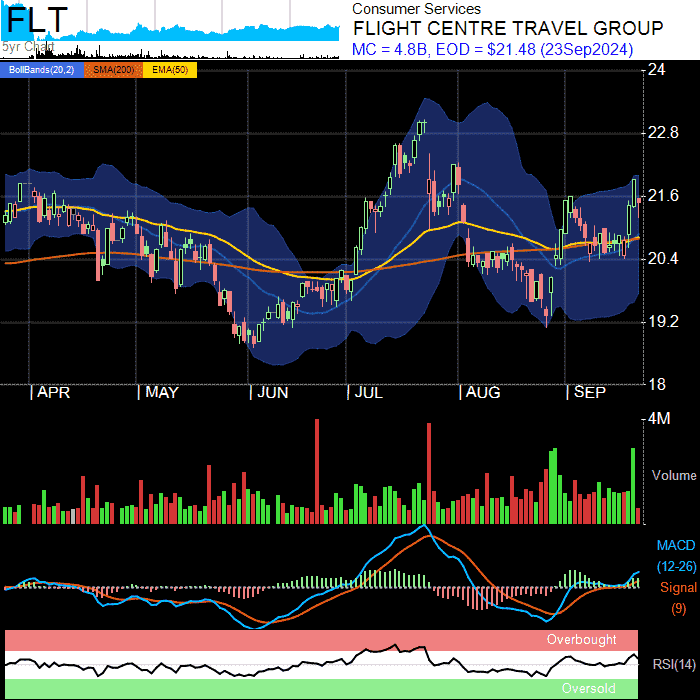 FLT
5yr Chart
Consumer Services
FLIGHT CENTRE TRAVEL GROUP
MC = 4.8B, EOD = $21.48 (23Sep2024)
BollBands(20,2) SMA(200) EMA(50)
24
22.8
21.6
20.4
19.2
18
|APR |MAY |JUN |JUL |AUG |SEP
4M
Volume
MACD
(12-26)
Signal
(9)
Overbought
RSI(14)
Oversold